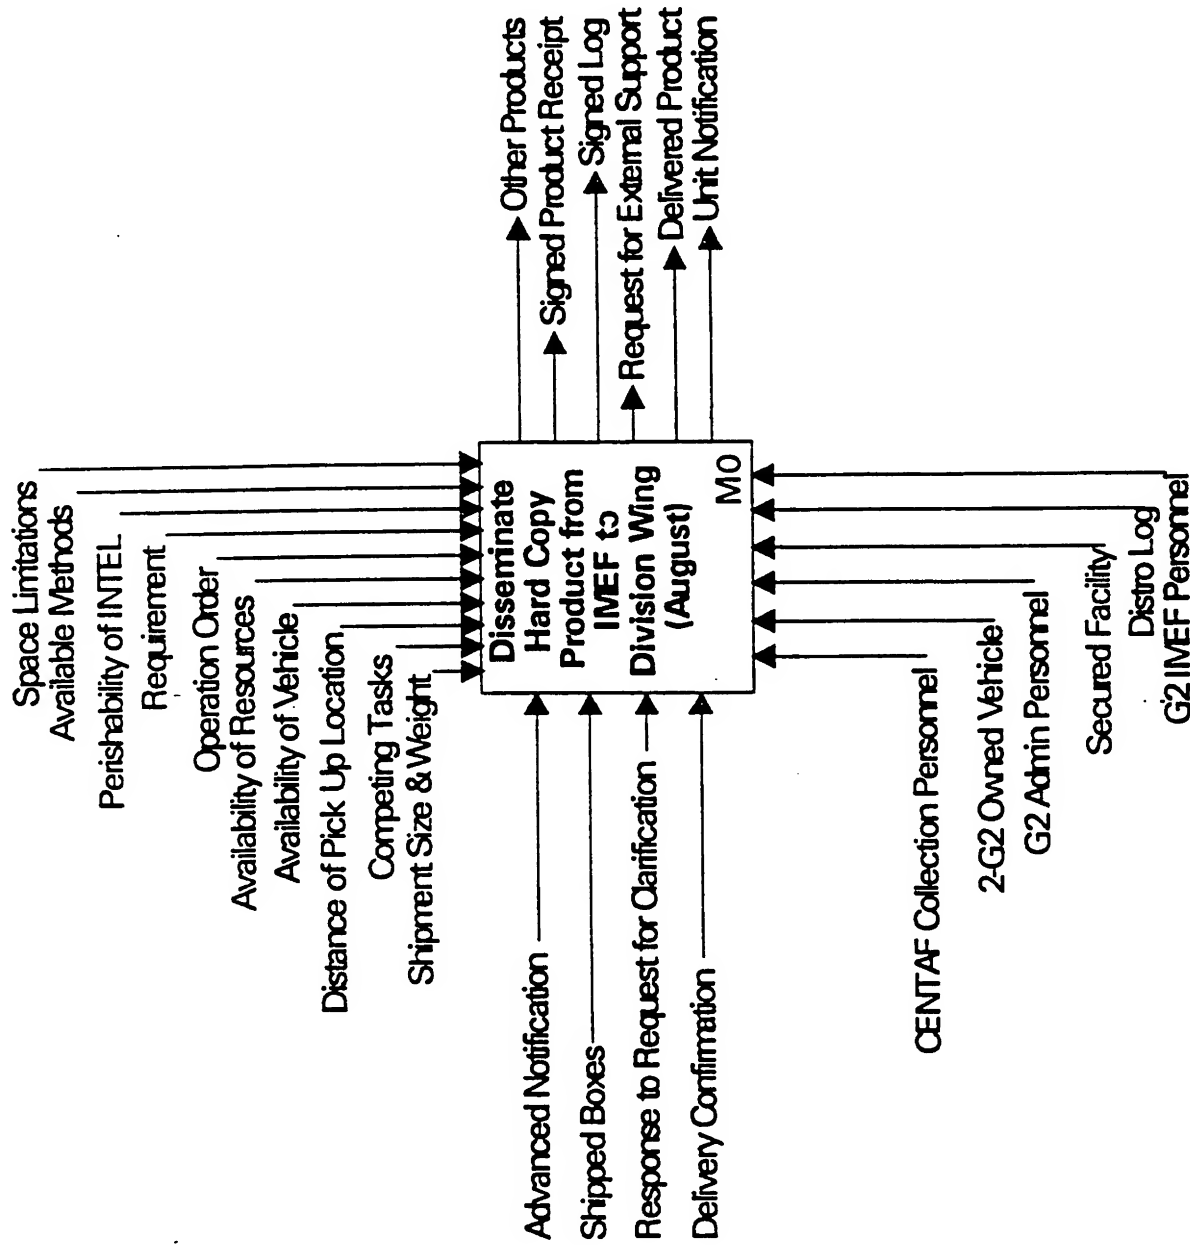 Space Limitations
Available Methods
Perishability of INTEL
Requirement
Operation Order
Availability of Resources
Availability of Vehicle
Distance of Pick Up Location
Competing Tasks
Shipment Size & Weight
Advanced Notification
Shipped Boxes
Response to Request for Clarification
Delivery Confirmation
Disseminate
Hard Copy
Product from
IMEF to
Division Wing
(August)
M0
Other Products
Signed Product Receipt
Signed Log
Request for External Support
Delivered Product
Unit Notification
CENTAF Collection Personnel
2-G2 Owned Vehicle
G2 Admin Personnel
Secured Facility
Distro Log
G2 IMEF Personnel